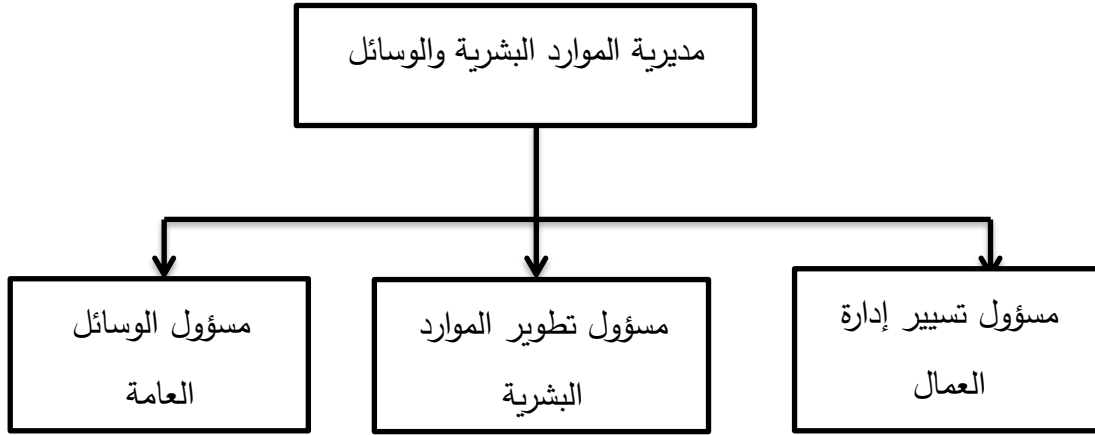 مديرية الموارد البشرية والوسائل
مسؤول تسيير إدارة
العمال
مسؤول تطوير الموارد
البشرية
مسؤول الوسائل
العامة